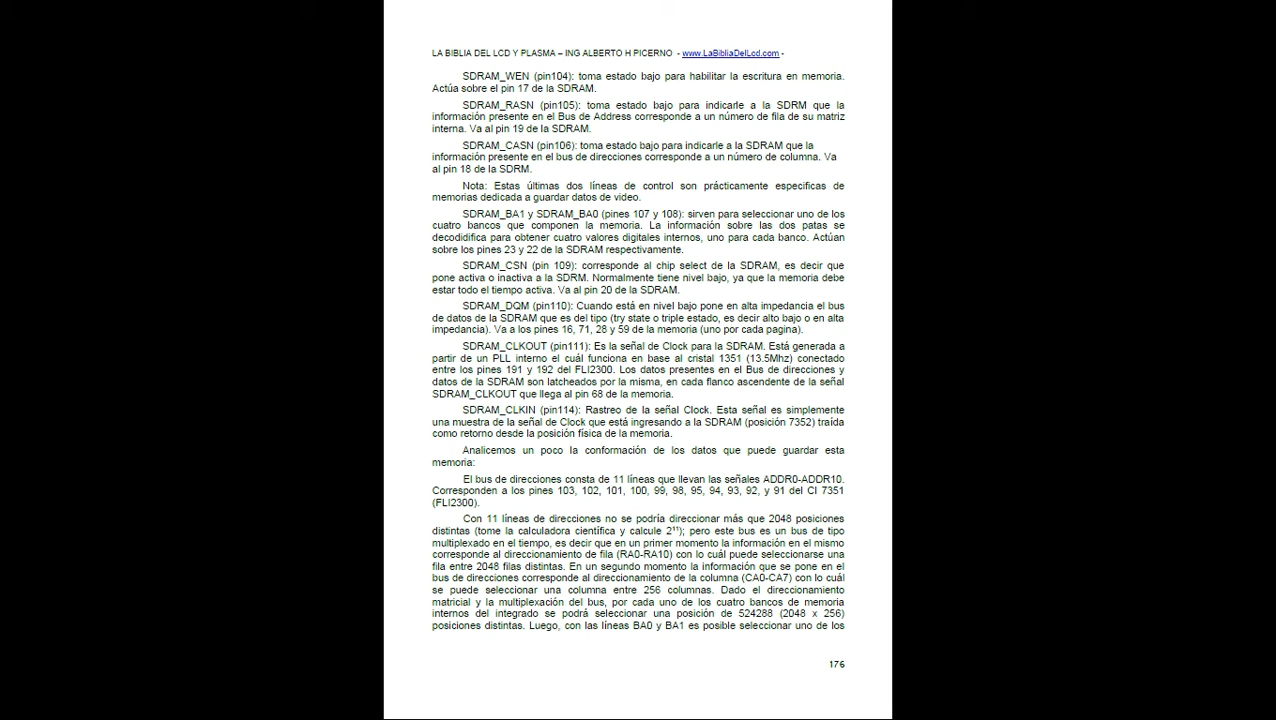 LA BIBLIA DEL LCD Y PLASMA – ING ALBERTO H PICERNO - www.LaBibliaDelLcd.com -
SDRAM_WEN (pin104): toma estado bajo para habilitar la escritura en memoria.
Actúa sobre el pin 17 de la SDRAM.
SDRAM_RASN (pin105): toma estado bajo para indicarle a la SDRM que la
información presente en el Bus de Address corresponde a un número de fila de su matriz
interna. Va al pin 19 de la SDRAM.
SDRAM_CASN (pin106): toma estado bajo para indicarle a la SDRAM que la
información presente en el bus de direcciones corresponde a un número de columna. Va
al pin 18 de la SDRM.
Nota: Estas últimas dos líneas de control son prácticamente especificas de
memorias dedicada a guardar datos de video.
SDRAM_BA1 y SDRAM_BA0 (pines 107 y 108): sirven para seleccionar uno de los
cuatro bancos que componen la memoria. La información sobre las dos patas se
decodidifica para obtener cuatro valores digitales internos, uno para cada banco. Actúan
sobre los pines 23 y 22 de la SDRAM respectivamente.
SDRAM_CSN (pin 109): corresponde al chip select de la SDRAM, es decir que
pone activa o inactiva a la SDRM. Normalmente tiene nivel bajo, ya que la memoria debe
estar todo el tiempo activa. Va al pin 20 de la SDRAM.
SDRAM_DQM (pin110): Cuando está en nivel bajo pone en alta impedancia el bus
de datos de la SDRAM que es del tipo (try state o triple estado, es decir alto bajo o en alta
impedancia). Va a los pines 16, 71, 28 y 59 de la memoria (uno por cada pagina).
SDRAM_CLKOUT (pin111): Es la señal de Clock para la SDRAM. Está generada a
partir de un PLL interno el cuál funciona en base al cristal 1351 (13.5Mhz) conectado
entre los pines 191 y 192 del FLI2300. Los datos presentes en el Bus de direcciones y
datos de la SDRAM son latcheados por la misma, en cada flanco ascendente de la señal
SDRAM_CLKOUT que llega al pin 68 de la memoria.
SDRAM_CLKIN (pin114): Rastreo de la señal Clock. Esta señal es simplemente
una muestra de la señal de Clock que está ingresando a la SDRAM (posición 7352) traída
como retorno desde la posición física de la memoria.
Analicemos un poco la conformación de los datos que puede guardar esta
memoria:
El bus de direcciones consta de 11 líneas que llevan las señales ADDR0-ADDR10.
Corresponden a los pines 103, 102, 101, 100, 99, 98, 95, 94, 93, 92, y 91 del CI 7351
(FLI2300).
Con 11 líneas de direcciones no se podría direccionar más que 2048 posiciones
distintas (tome la calculadora científica y calcule 2¹¹); pero este bus es un bus de tipo
multiplexado en el tiempo, es decir que en un primer momento la información en el mismo
corresponde al direccionamiento de fila (RA0-RA10) con lo cuál puede seleccionarse una
fila entre 2048 filas distintas. En un segundo momento la información que se pone en el
bus de direcciones corresponde al direccionamiento de la columna (CA0-CA7) con lo cuál
se puede seleccionar una columna entre 256 columnas. Dado el direccionamiento
matricial y la multiplexación del bus, por cada uno de los cuatro bancos de memoria
internos del integrado se podrá seleccionar una posición de 524288 (2048 x 256)
posiciones distintas. Luego, con las líneas BA0 y BA1 es posible seleccionar uno de los
176